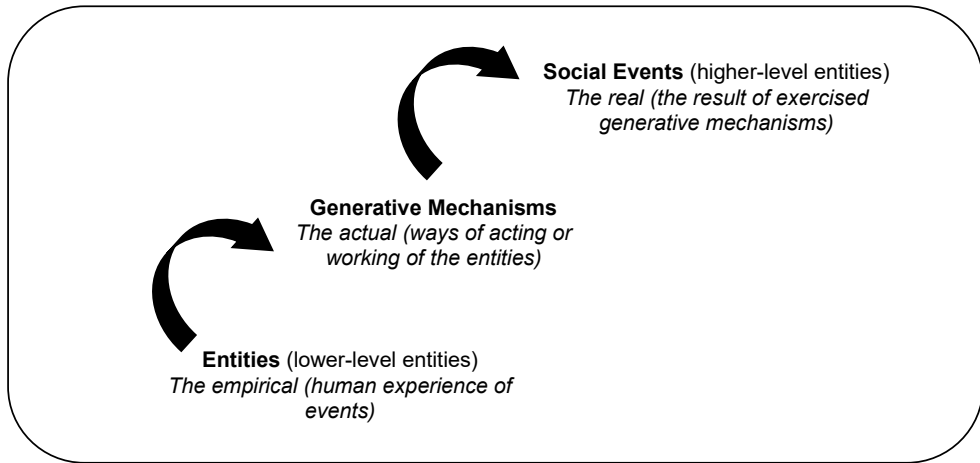 Social Events (higher-level entities)
The real (the result of exercised
generative mechanisms)
Generative Mechanisms
The actual (ways of acting or
working of the entities)
Entities (lower-level entities)
The empirical (human experience of
events)